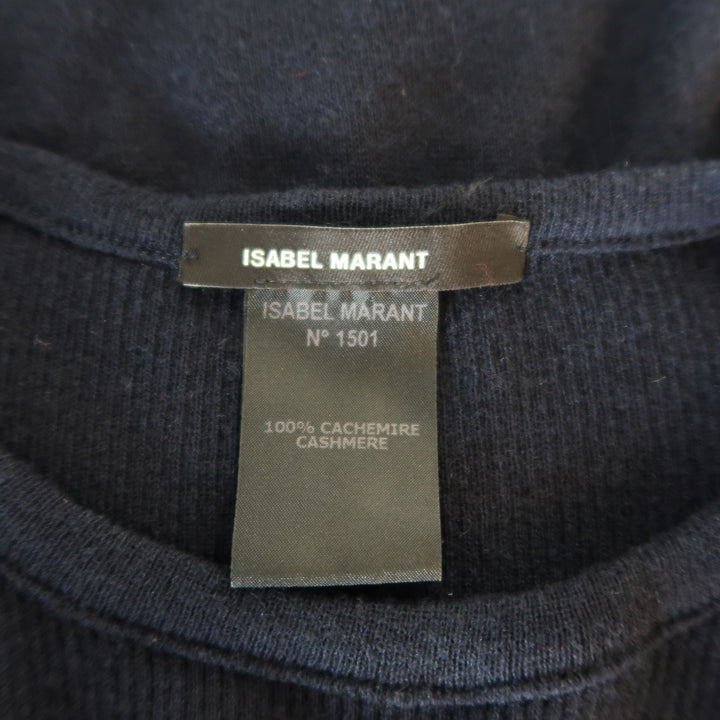 ISABEL MARANT
ISABEL MARANT
N° 1501
100% CACHEMIRE
CASHMERE